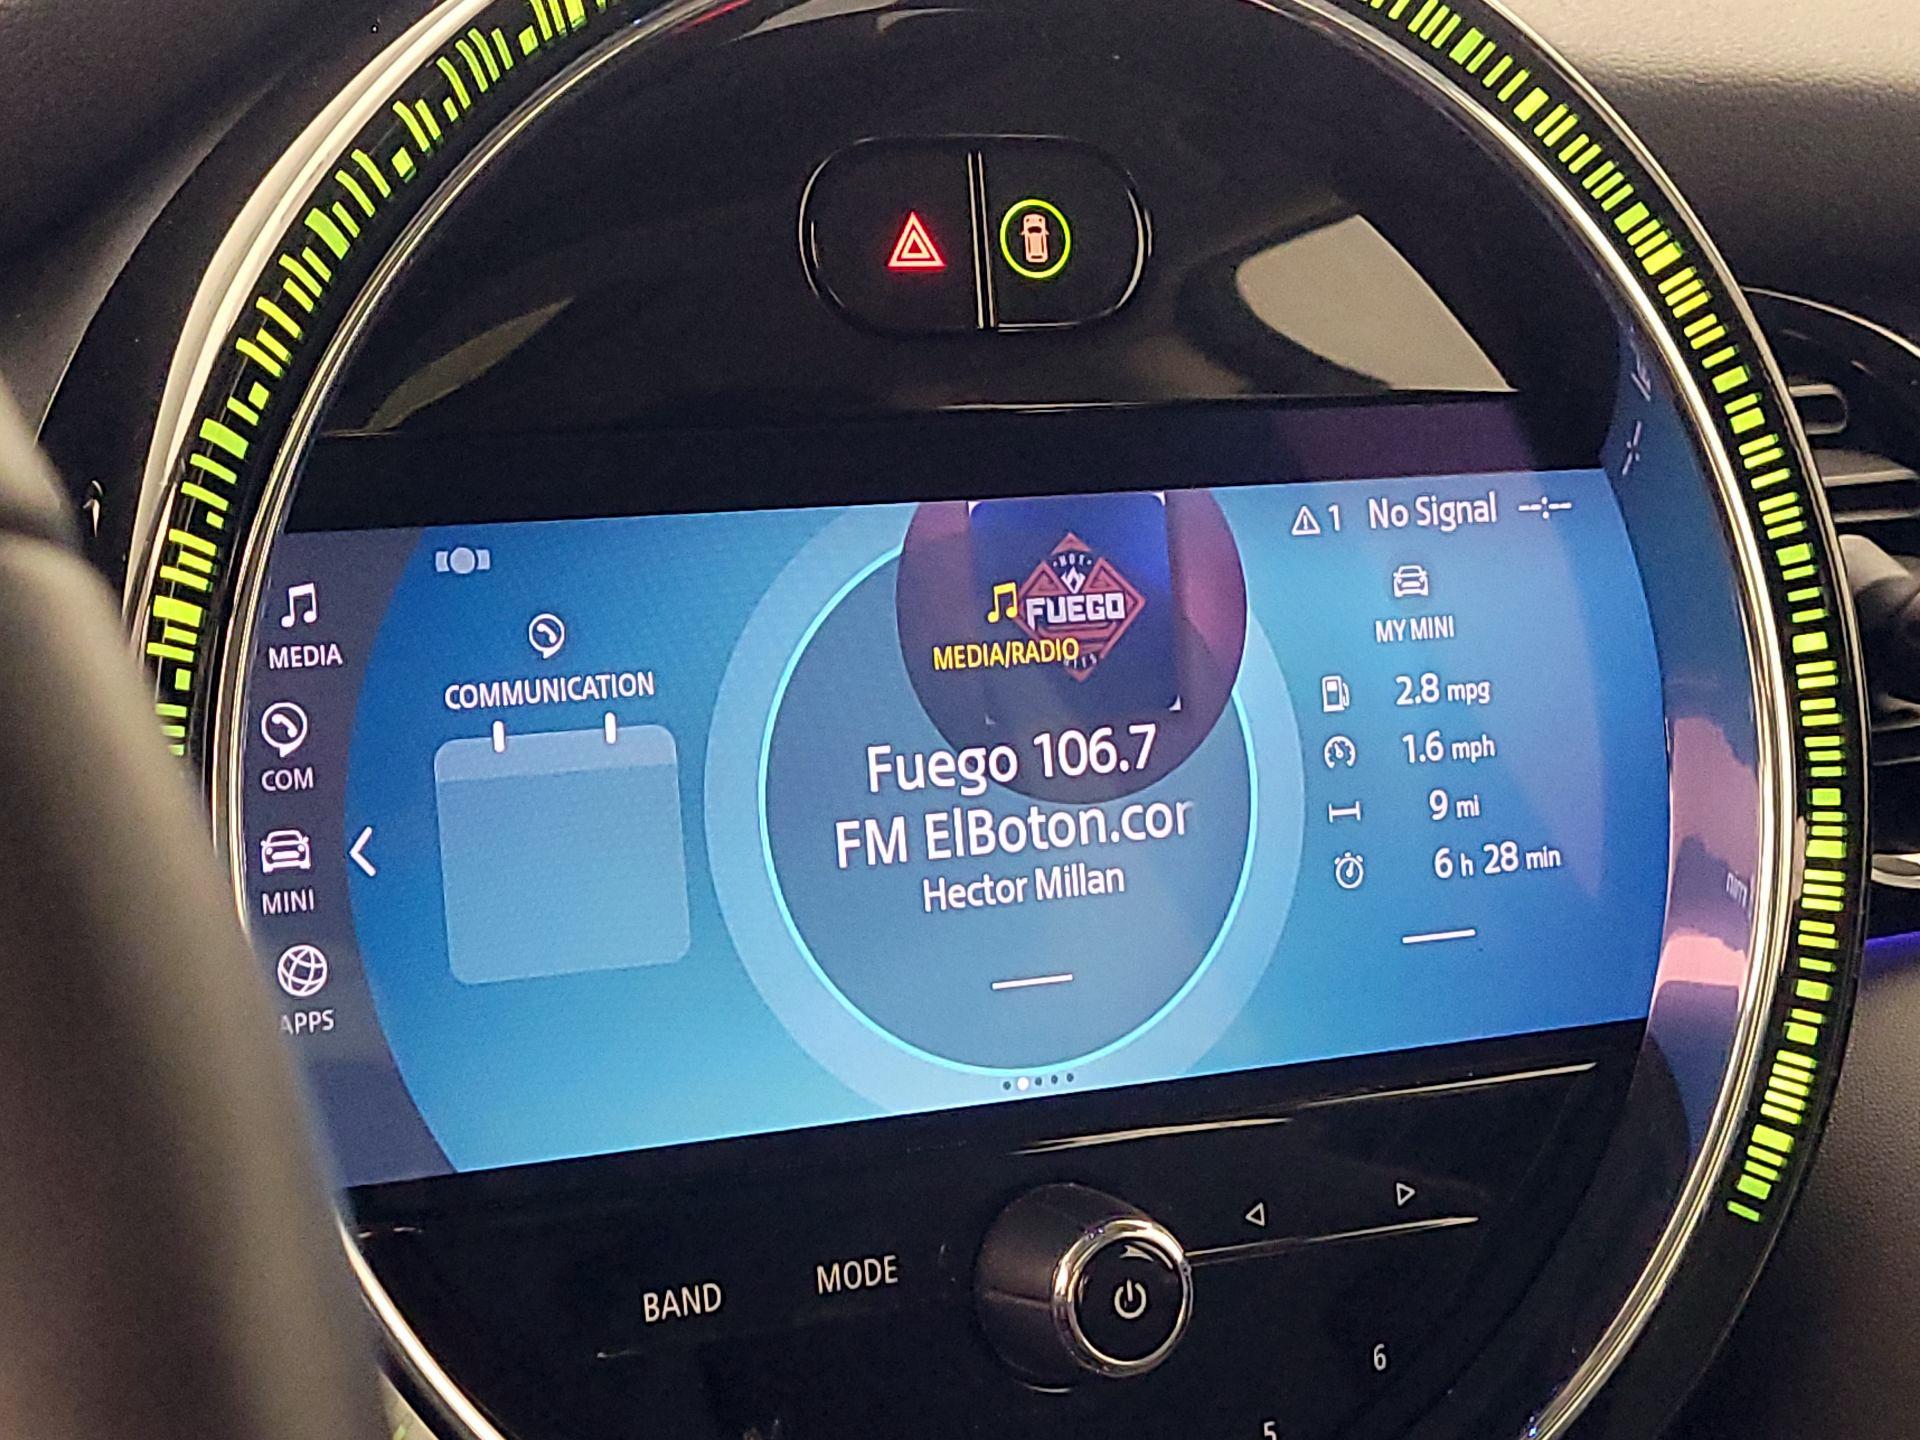 1 No Signal --:--
MEDIA
COM
MINI
APPS
COMMUNICATION
HOT
FUEGO
MEDIA/RADIO
Fuego 106.7
FM ElBoton.cor
Hector Millan
MY MINI
2.8 mpg
1.6 mph
9 mi
6 h 28 min
BAND
MODE
6
5